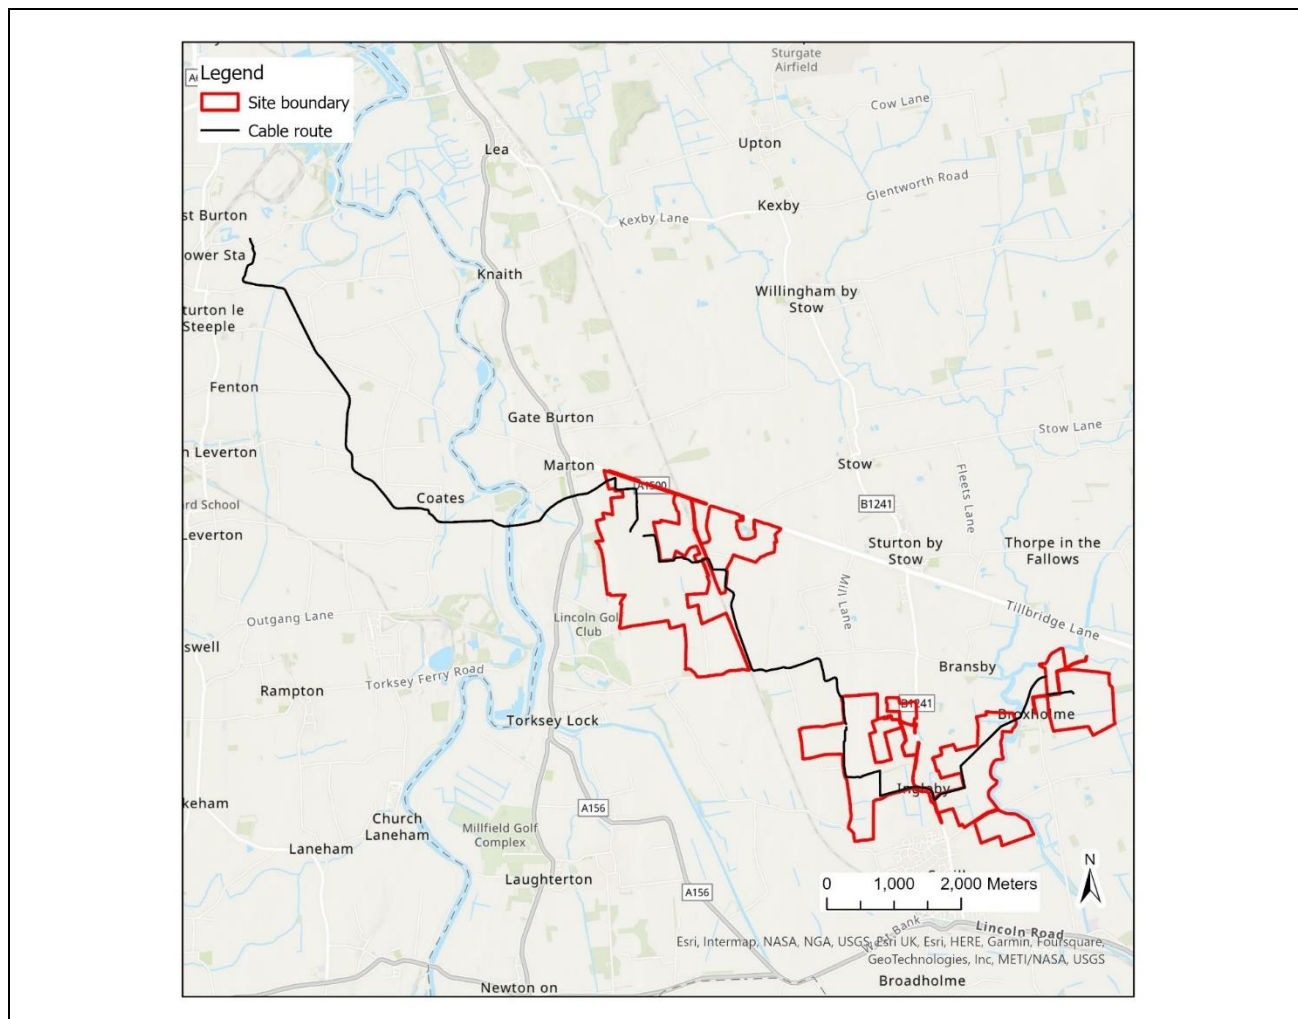 Legend
Site boundary
Cable route
Sturgate
Airfield
Cow Lane
Upton
Lea
Glentworth Road
Kexby
Kexby Lane
st Burton
ower Sta
Knaith
Willingham by
Stow
turton le
Steeple
Fenton
Gate Burton
Stow Lane
n Leverton
Marton
Stow
Fleets Lane
A1500
Coates
B1241
rd School
Leverton
Sturton by
Stow
Thorpe in the
Fallows
Mill Lane
Tillbridge Lane
Outgang Lane
Lincoln Gol
Club
swell
Bransby
Rampton
Torksey Ferry Road
B1241
Broxholme
Torksey Lock
Ingleby
keham
A156
Church
Laneham
Millfield Golf
Complex
Laneham
Laughterton
A156
N
0 1,000 2,000 Meters
West Bank
Lincoln Road
Esri, Intermap, NASA, NGA, USGS, Esri UK, Esri, HERE, Garmin, Foursquare,
GeoTechnologies, Inc, METI/NASA, USGS
Broadholme
Newton on